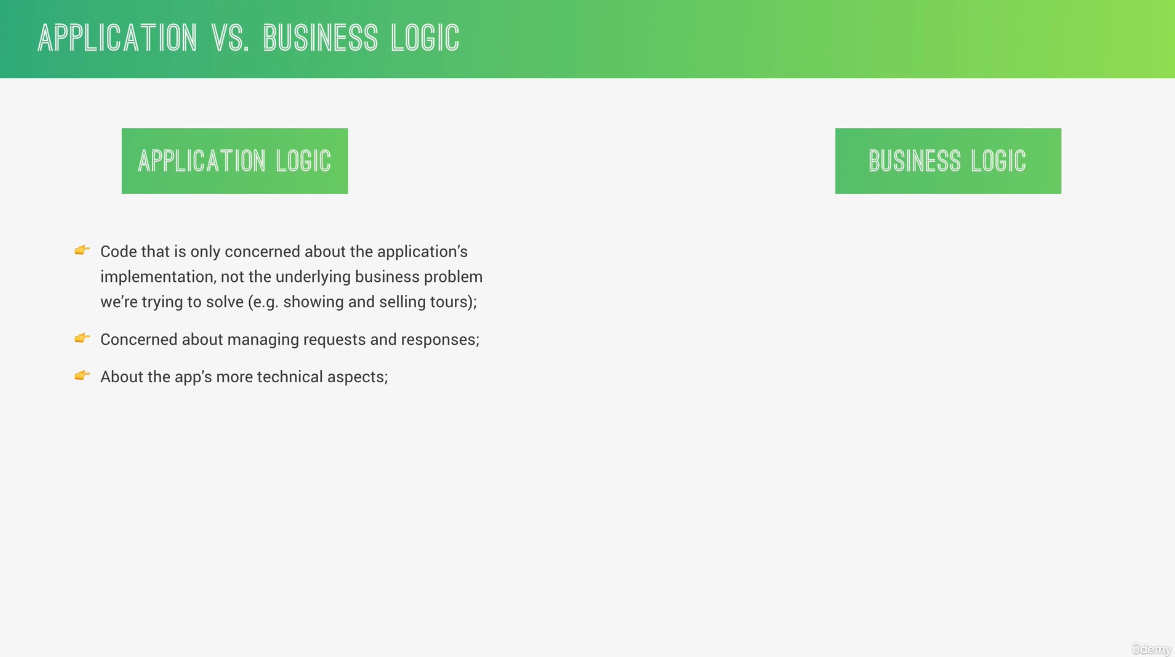 APPLICATION VS. BUSINESS LOGIC
APPLICATION LOGIC
BUSINESS LOGIC
👉 Code that is only concerned about the application’s
implementation, not the underlying business problem
we’re trying to solve (e.g. showing and selling tours);
👉 Concerned about managing requests and responses;
👉 About the app’s more technical aspects;
ûdemy